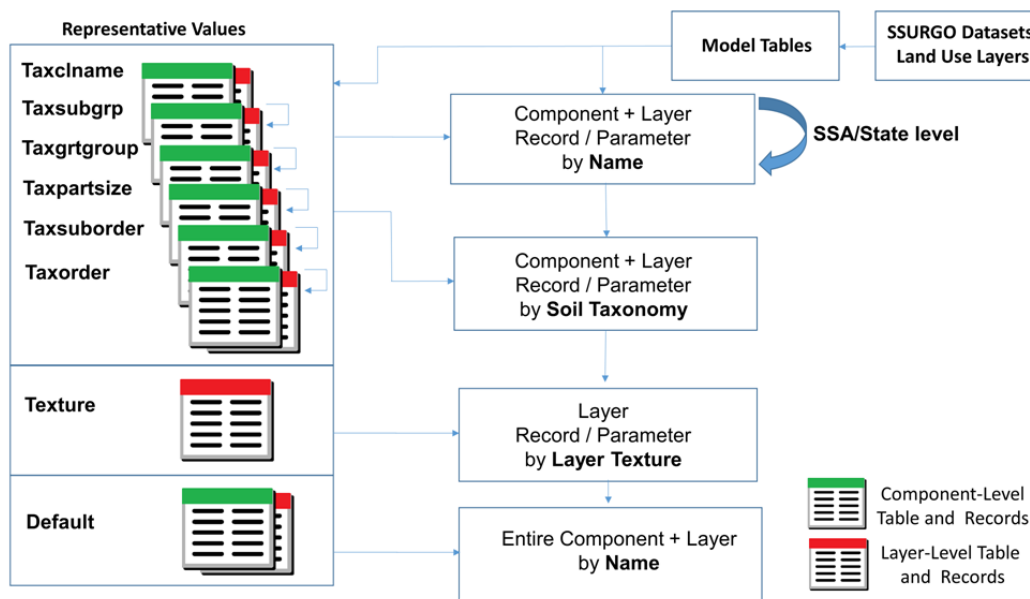 Representative Values
Taxclname
Taxsubgrp
Taxgrtgroup
Taxpartsize
Taxsuborder
Taxorder
Texture
Default
Model Tables
SSURGO Datasets
Land Use Layers
Component + Layer
Record / Parameter
by Name
SSA/State level
Component + Layer
Record / Parameter
by Soil Taxonomy
Layer
Record / Parameter
by Layer Texture
Entire Component + Layer
by Name
Component-Level
Table and Records
Layer-Level Table
and Records